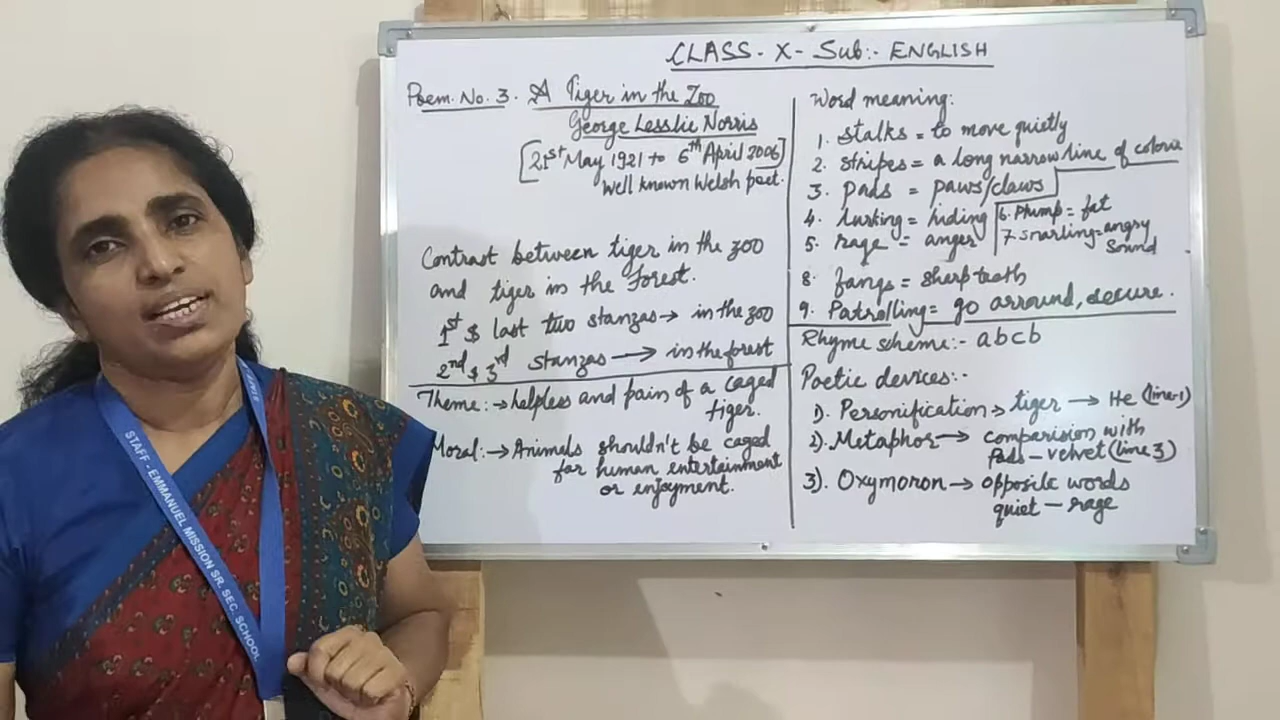 CLASS - X - Sub:- ENGLISH
Poem. No. 3. A Tiger in the Zoo
George Lesslie Norris
[21st May 1921 to 6th April 2006]
Well known Welsh poet.
Contrast between tiger in the zoo
and tiger in the Forest.
1st & last two stanzas → in the zoo
2nd & 3rd stanzas → in the forest
Theme:→ helpless and pain of a caged
tiger.
Moral:→ Animals shouldn't be caged
for human entertainment
or enjoyment.
Word meaning:
1. Stalks = to move quietly
2. Stripes = a long narrow line of colour
3. Pads = paws/claws
4. lurking = hiding
5. rage = anger
6. Plump = fat
7. Snarling = angry
Sound
8. fangs = sharp teeth
9. Patrolling = go arround, secure.
Rhyme scheme:- abcb
Poetic devices:-
1). Personification → tiger → He (line-1)
2). Metaphor → comparision with
Pads - velvet (line 3)
3). Oxymoron → opposite words
quiet - rage
STAFF - EMMANUEL MISSION SR. SEC. SCHOOL